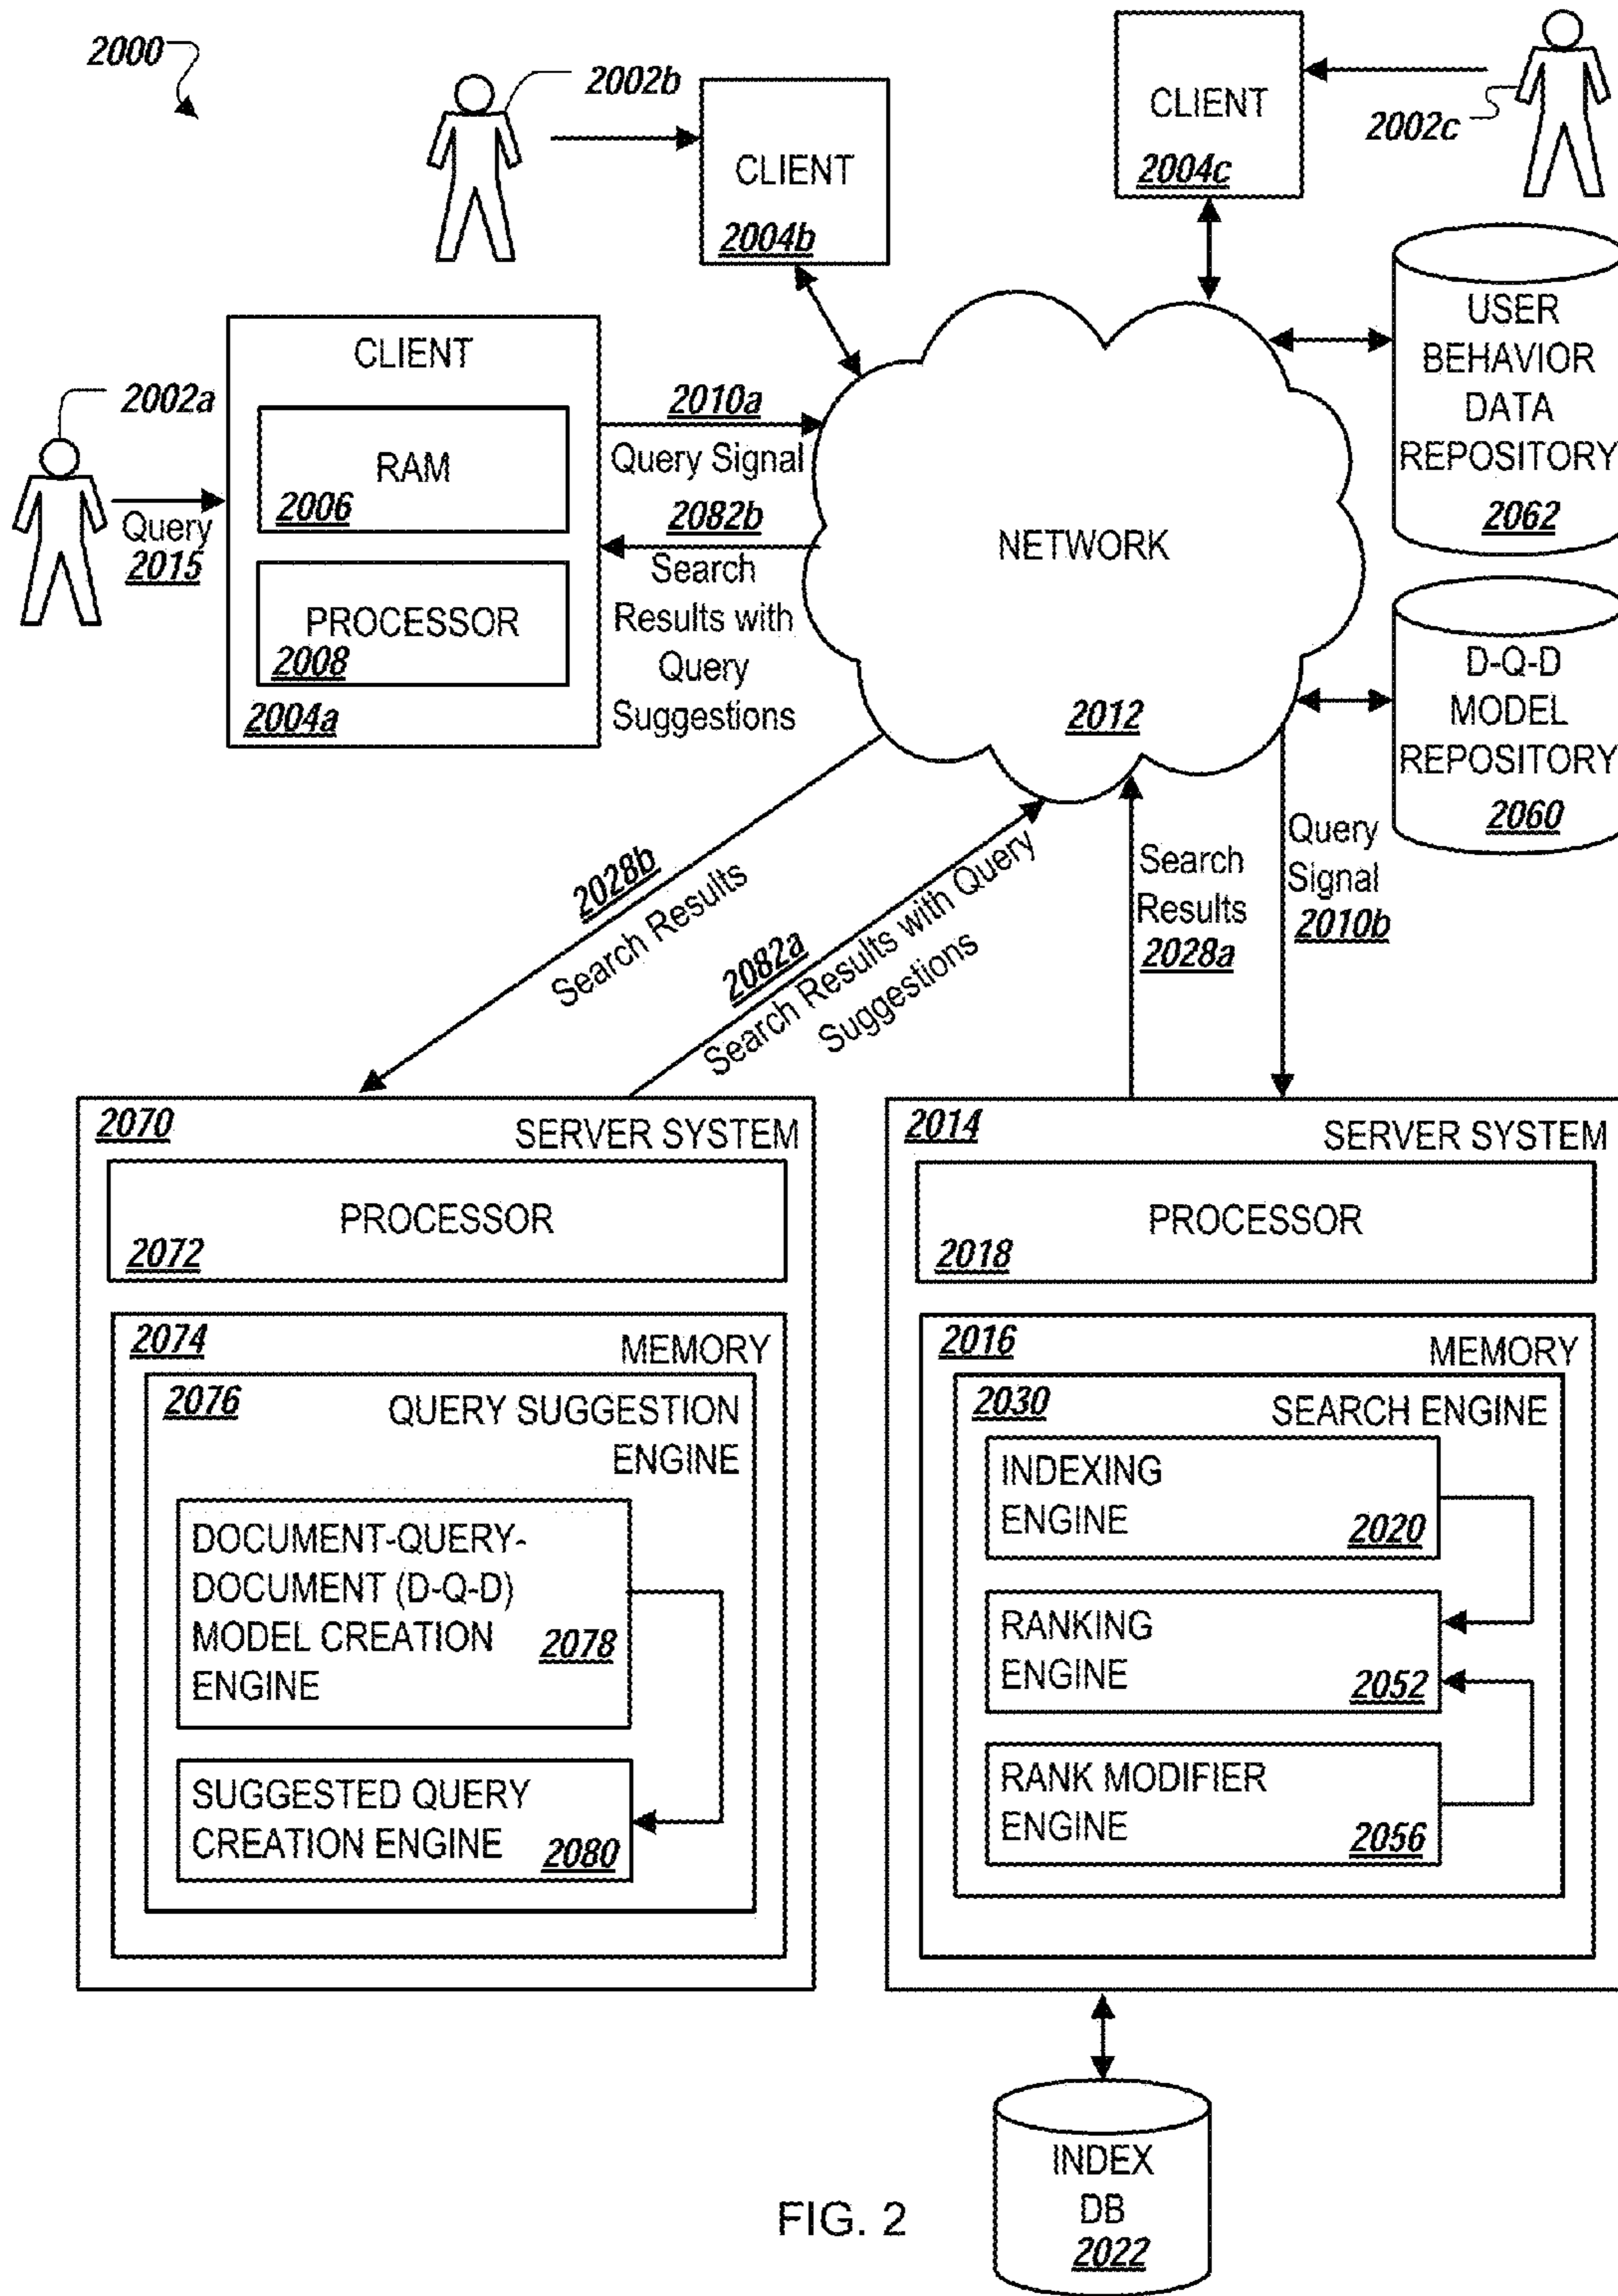 2000
2002b
CLIENT
2004b
CLIENT
2004c
2002c
2002a
Query
2015
CLIENT
RAM
2006
PROCESSOR
2008
2004a
2010a
Query Signal
2082b
Search
Results with
Query
Suggestions
NETWORK
2012
USER
BEHAVIOR
DATA
REPOSITORY
2062
D-Q-D
MODEL
REPOSITORY
2060
2028b
Search Results
2082a
Search Results with Query
Suggestions
Search
Results
2028a
Query
Signal
2010b
2070
SERVER SYSTEM
PROCESSOR
2072
2074
MEMORY
2076
QUERY SUGGESTION
ENGINE
DOCUMENT-QUERY-
DOCUMENT (D-Q-D)
MODEL CREATION
ENGINE
2078
SUGGESTED QUERY
CREATION ENGINE
2080
2014
SERVER SYSTEM
PROCESSOR
2018
2016
MEMORY
2030
SEARCH ENGINE
INDEXING
ENGINE
2020
RANKING
ENGINE
2052
RANK MODIFIER
ENGINE
2056
INDEX
DB
2022
FIG. 2